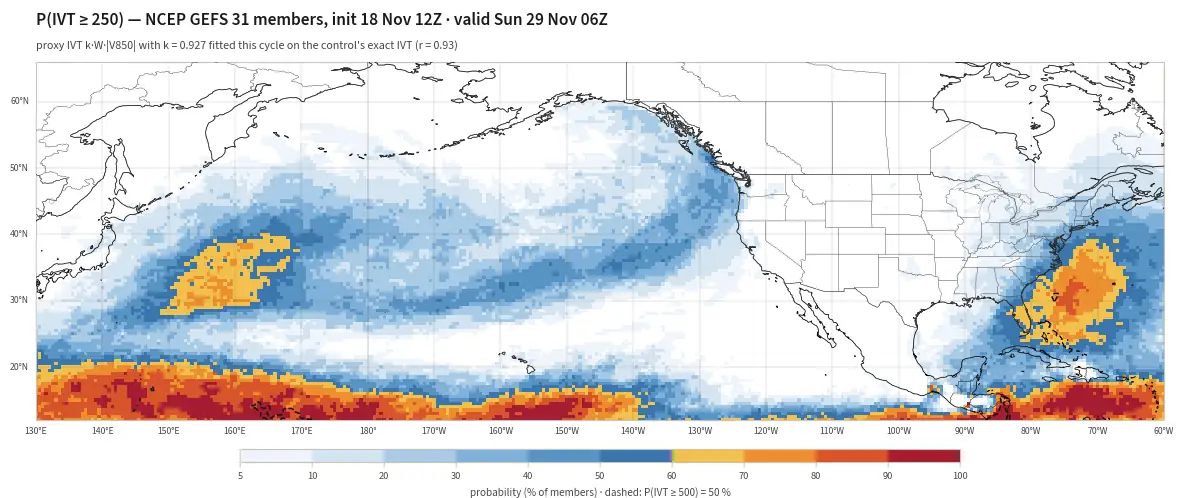 P(IVT ≥ 250) — NCEP GEFS 31 members, init 18 Nov 12Z · valid Sun 29 Nov 06Z
proxy IVT k·W·|V850| with k = 0.927 fitted this cycle on the control's exact IVT (r = 0.93)
60°N
50°N
40°N
30°N
20°N
130°E 140°E 150°E 160°E 170°E 180° 170°W 160°W 150°W 140°W 130°W 120°W 110°W 100°W 90°W 80°W 70°W 60°W
5 10 20 30 40 50 60 70 80 90 100
probability (% of members) · dashed: P(IVT ≥ 500) = 50 %